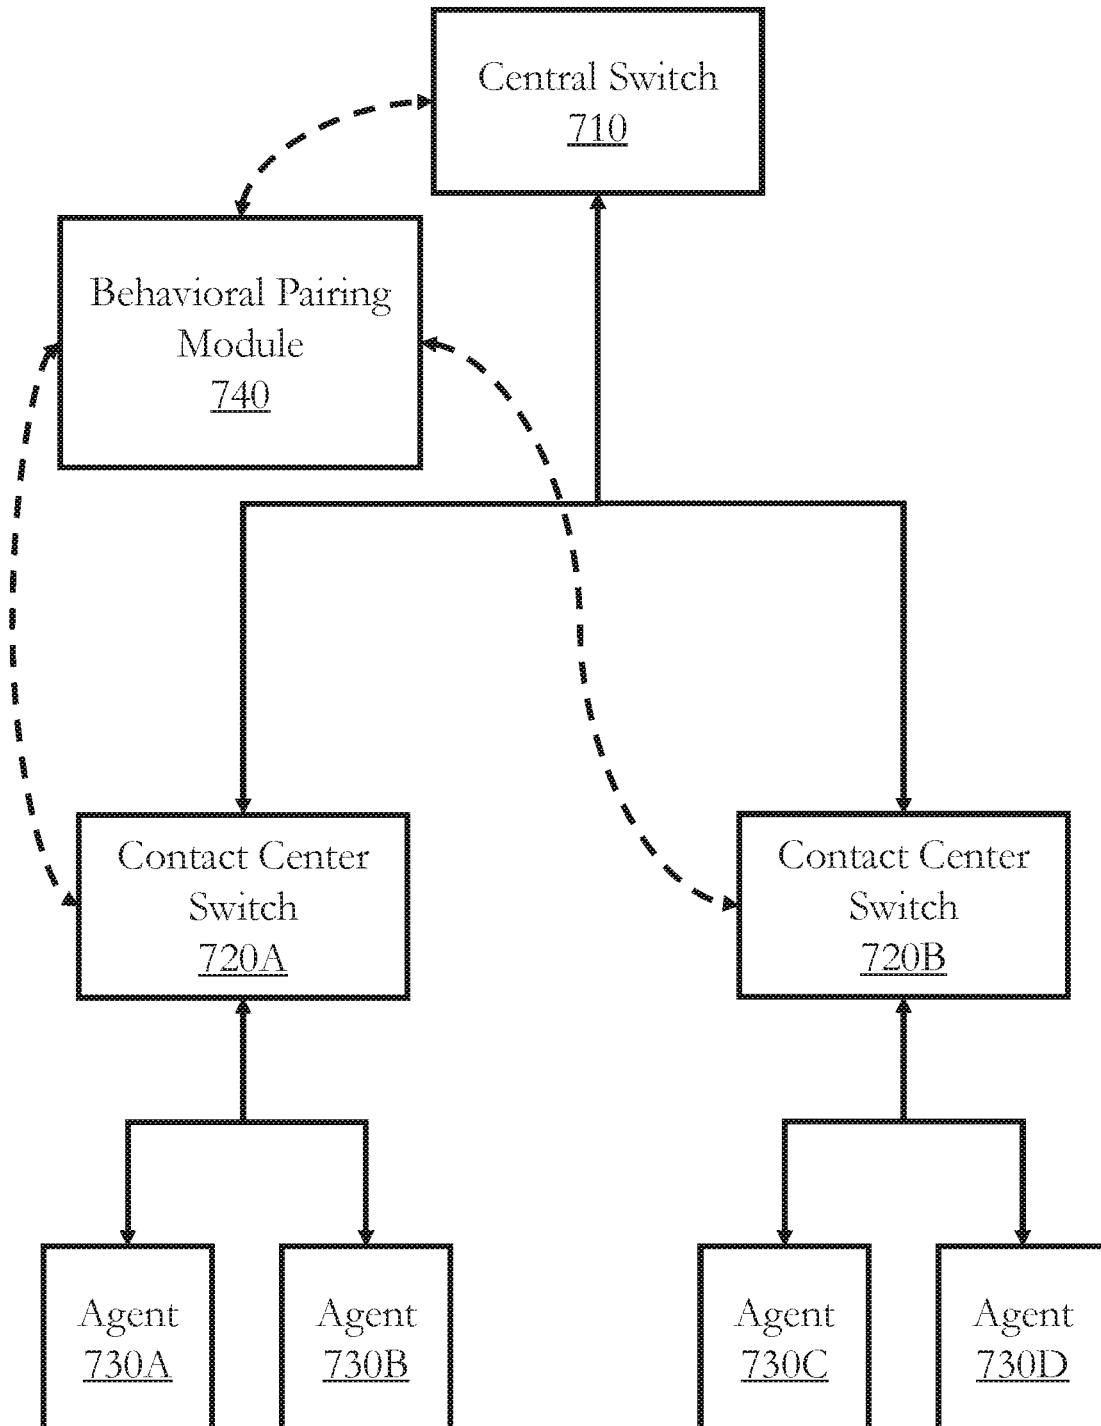 Central Switch
710
Behavioral Pairing
Module
740
Contact Center
Switch
720A
Contact Center
Switch
720B
Agent
730A
Agent
730B
Agent
730C
Agent
730D